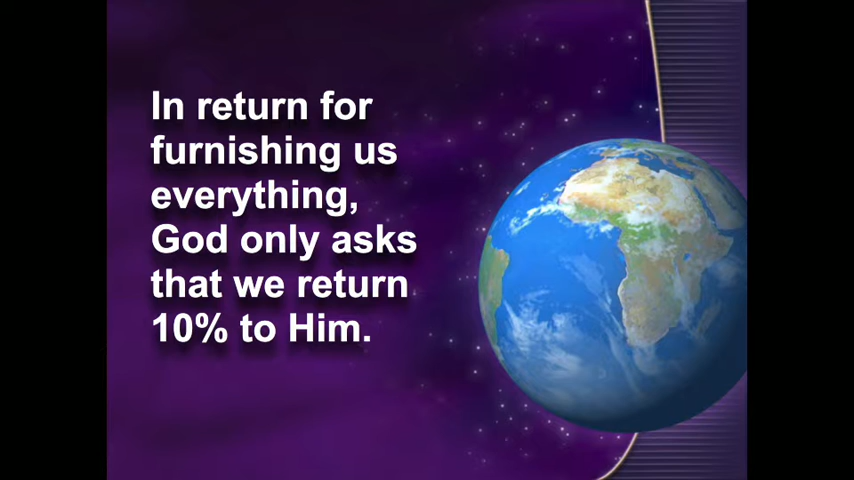 In return for
furnishing us
everything,
God only asks
that we return
10% to Him.